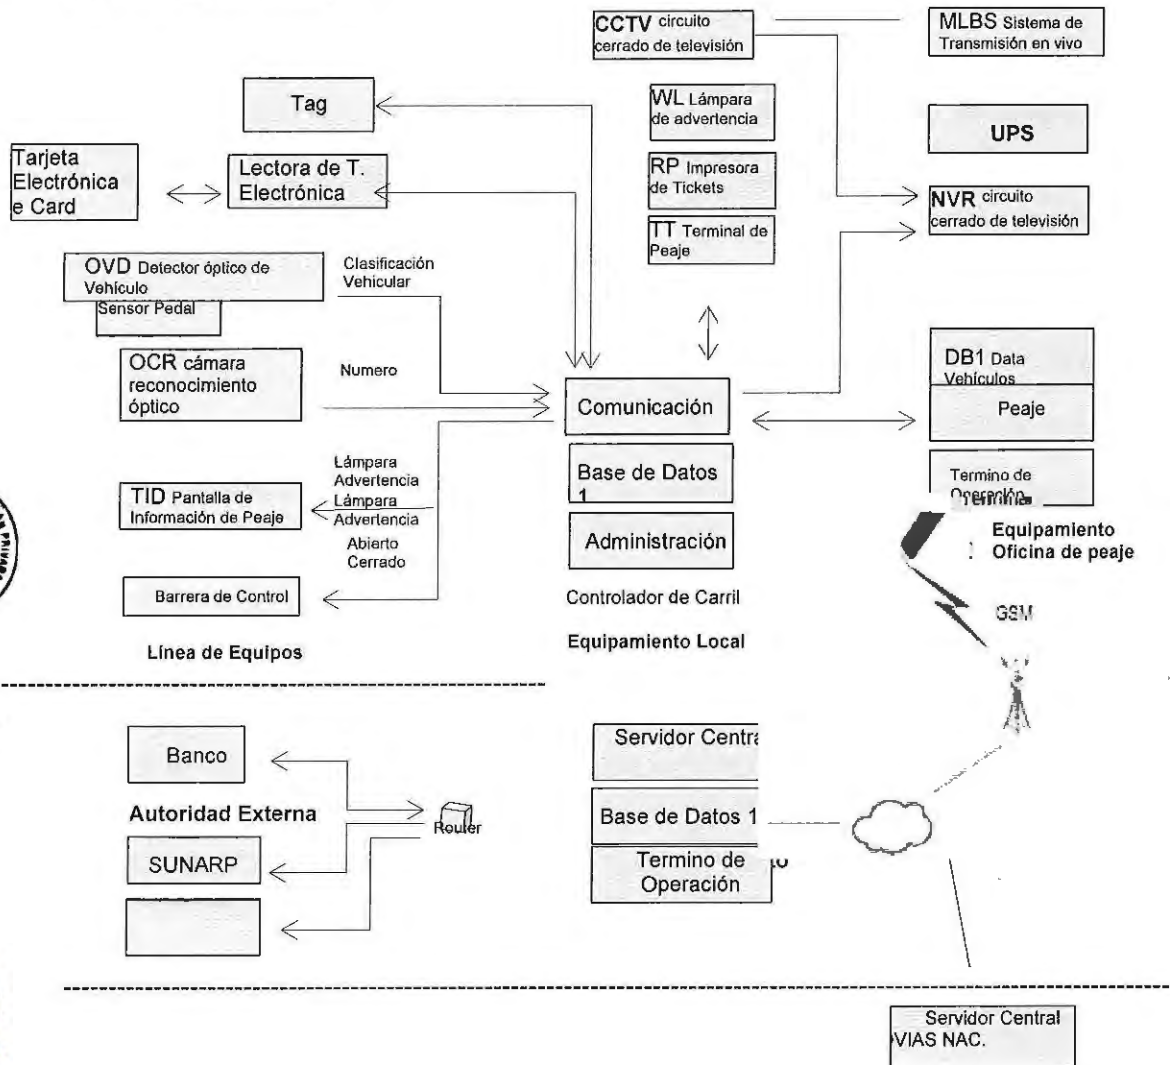 CCTV circuito
cerrado de televisión
MLBS Sistema de
Transmisión en vivo
Tag
WL Lámpara
de advertencia
UPS
Tarjeta
Electrónica
e Card
Lectora de T.
Electrónica
RP Impresora
de Tickets
NVR circuito
cerrado de televisión
TT Terminal de
Peaje
OVD Detector óptico de
Vehículo
Sensor Pedal
Clasificación
Vehicular
OCR cámara
reconocimiento
óptico
Numero
Comunicación
DB1 Data
Vehículos
Peaje
Base de Datos
1
Termino de
Operación
Lámpara
Advertencia
Lámpara
Advertencia
TID Pantalla de
Información de Peaje
Abierto
Cerrado
Administración
Equipamiento
Oficina de peaje
Barrera de Control
Controlador de Carril
GSM
Línea de Equipos
Equipamiento Local
Banco
Servidor Centra
Autoridad Externa
Router
Base de Datos 1
SUNARP
Termino de
Operación
Servidor Central
VIAS NAC.